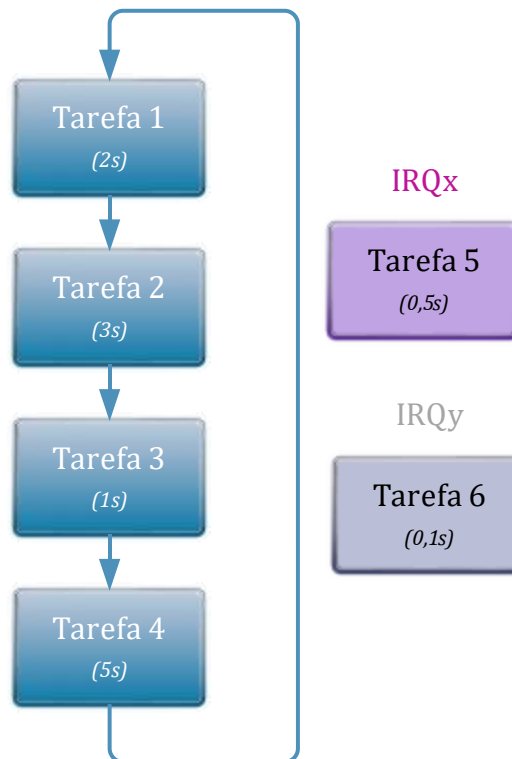 Tarefa 1
(2s)
Tarefa 2
(3s)
Tarefa 3
(1s)
Tarefa 4
(5s)
IRQx
Tarefa 5
(0,5s)
IRQy
Tarefa 6
(0,1s)